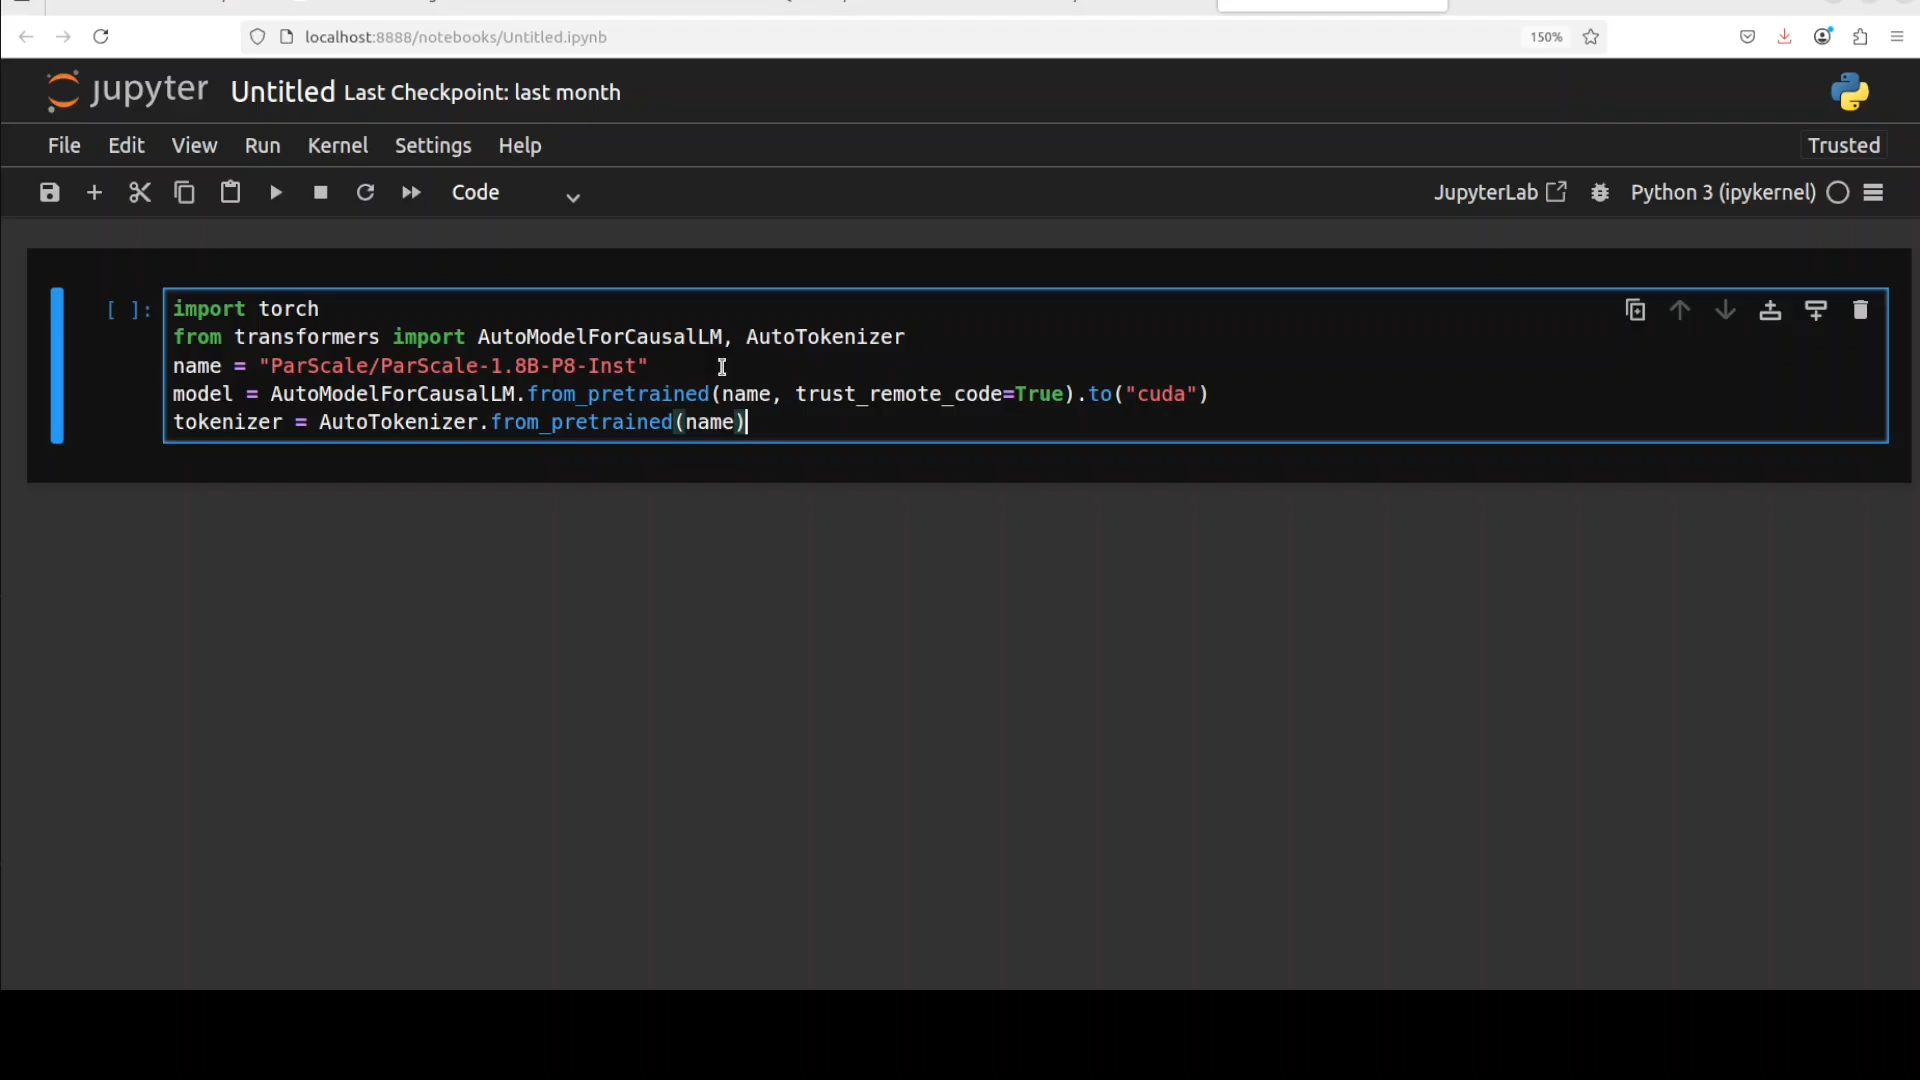 localhost:8888/notebooks/Untitled.ipynb
150%
jupyter Untitled Last Checkpoint: last month
File Edit View Run Kernel Settings Help
Trusted
Code
JupyterLab
Python 3 (ipykernel)
[ ]:
import torch
from transformers import AutoModelForCausalLM, AutoTokenizer
name = "ParScale/ParScale-1.8B-P8-Inst"
model = AutoModelForCausalLM.from_pretrained(name, trust_remote_code=True).to("cuda")
tokenizer = AutoTokenizer.from_pretrained(name)